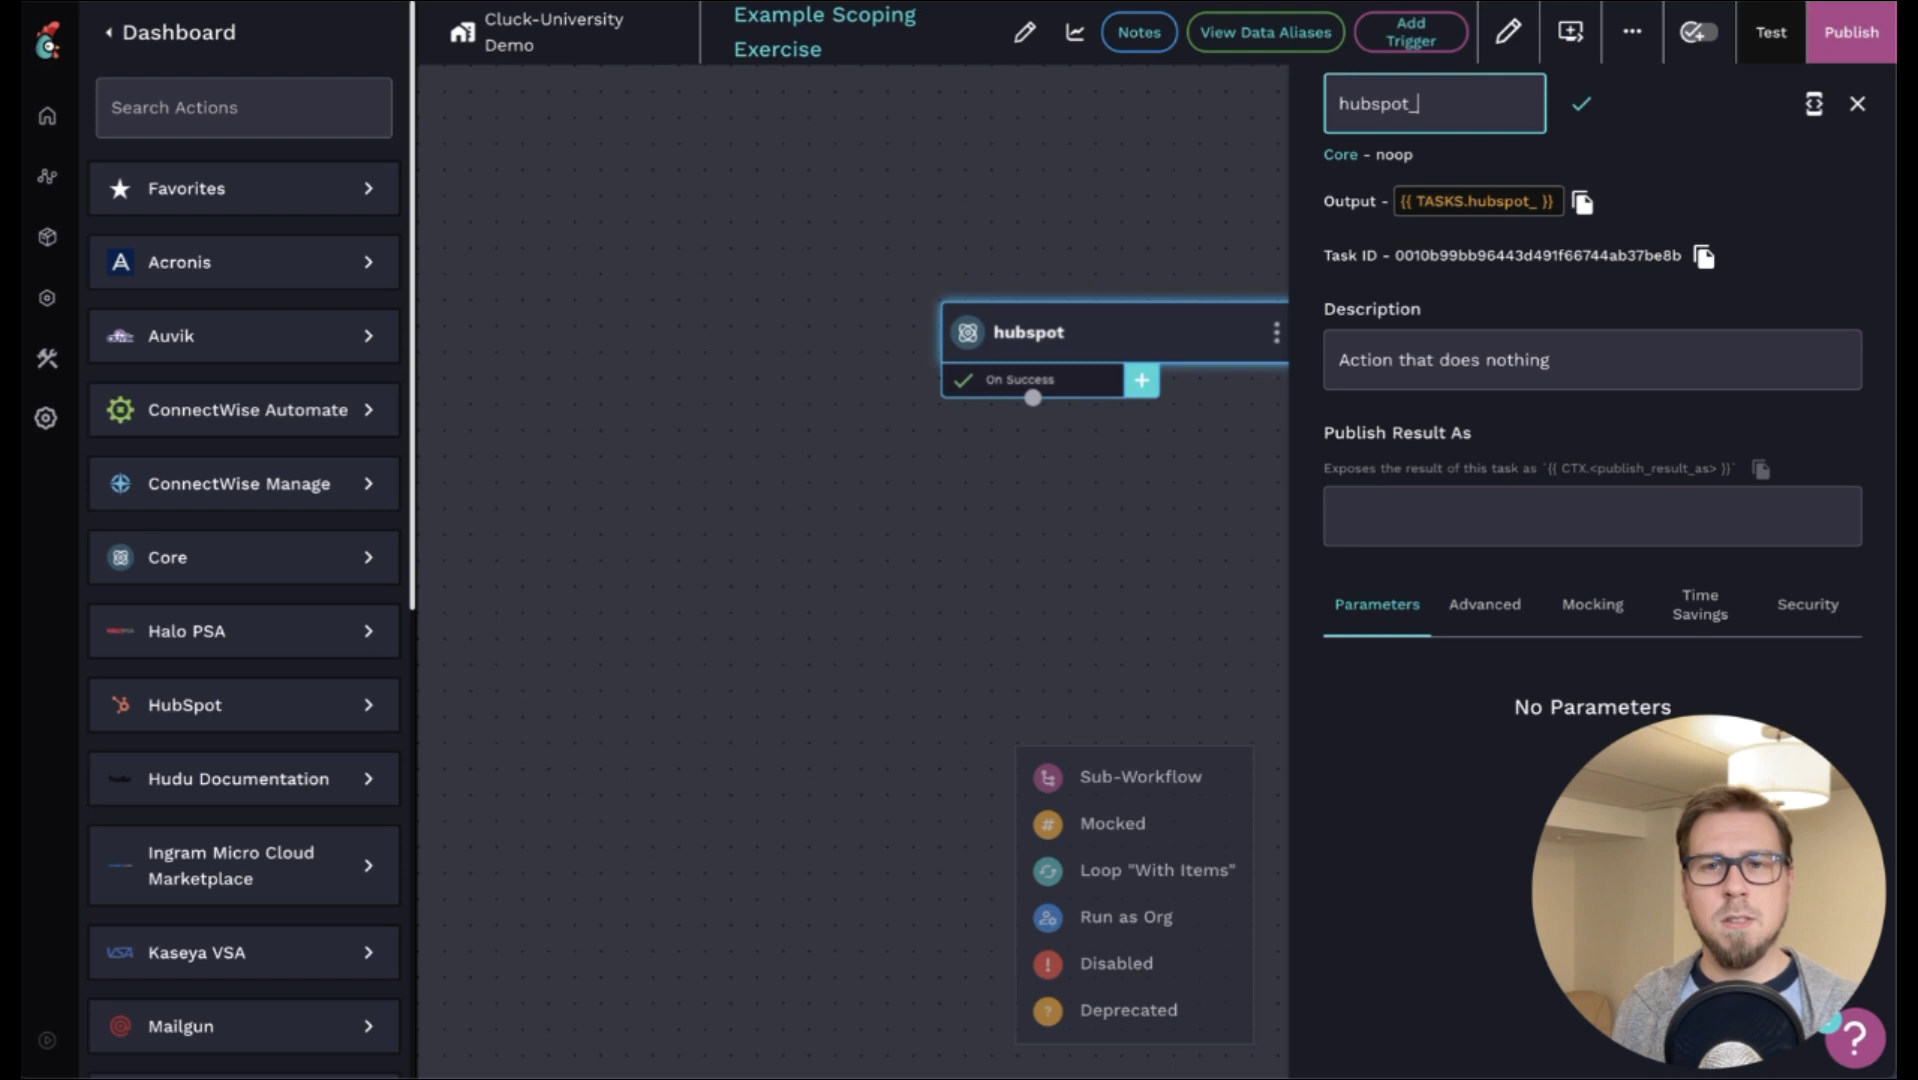 Dashboard
Search Actions
Favorites
Acronis
Auvik
ConnectWise Automate
ConnectWise Manage
Core
Halo PSA
HubSpot
Hudu Documentation
Ingram Micro Cloud
Marketplace
Kaseya VSA
Mailgun
Cluck-University
Demo
Example Scoping
Exercise
Notes
View Data Aliases
Add
Trigger
Test
Publish
hubspot
On Success
Sub-Workflow
Mocked
Loop "With Items"
Run as Org
Disabled
Deprecated
hubspot_
Core - noop
Output - {{ TASKS.hubspot_ }}
Task ID - 0010b99bb96443d491f66744ab37be8b
Description
Action that does nothing
Publish Result As
Exposes the result of this task as `{{ CTX.<publish_result_as> }}`
Parameters
Advanced
Mocking
Time
Savings
Security
No Parameters